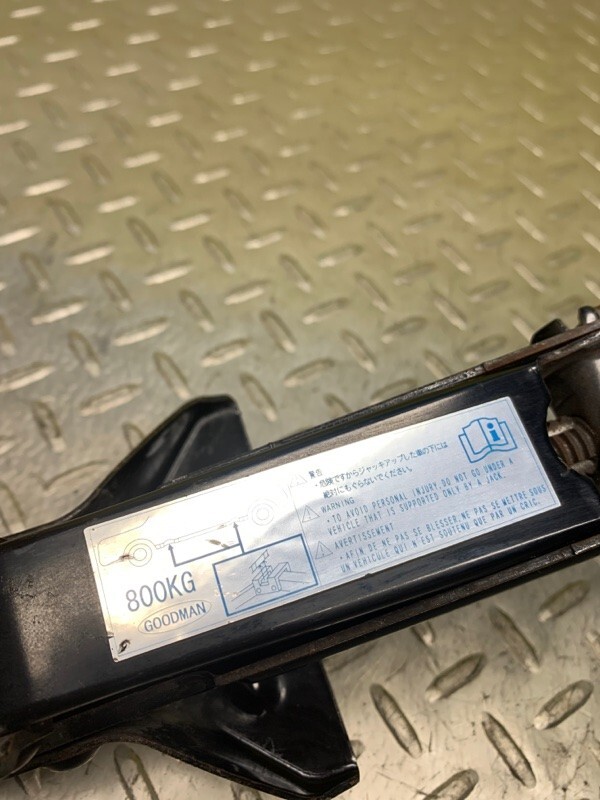 警告
・危険ですからジャッキアップした車の下には
絶対にもぐらないでください。
WARNING
・TO AVOID PERSONAL INJURY,DO NOT GO UNDER A
VEHICLE THAT IS SUPPORTED ONLY BY A JACK.
AVERTISSEMENT
・AFIN DE NE PAS SE BLESSER,NE PAS SE METTRE SOUS
UN VEHICULE QUI N'EST SOUTENU QUE PAR UN CRIC.
800KG
GOODMAN